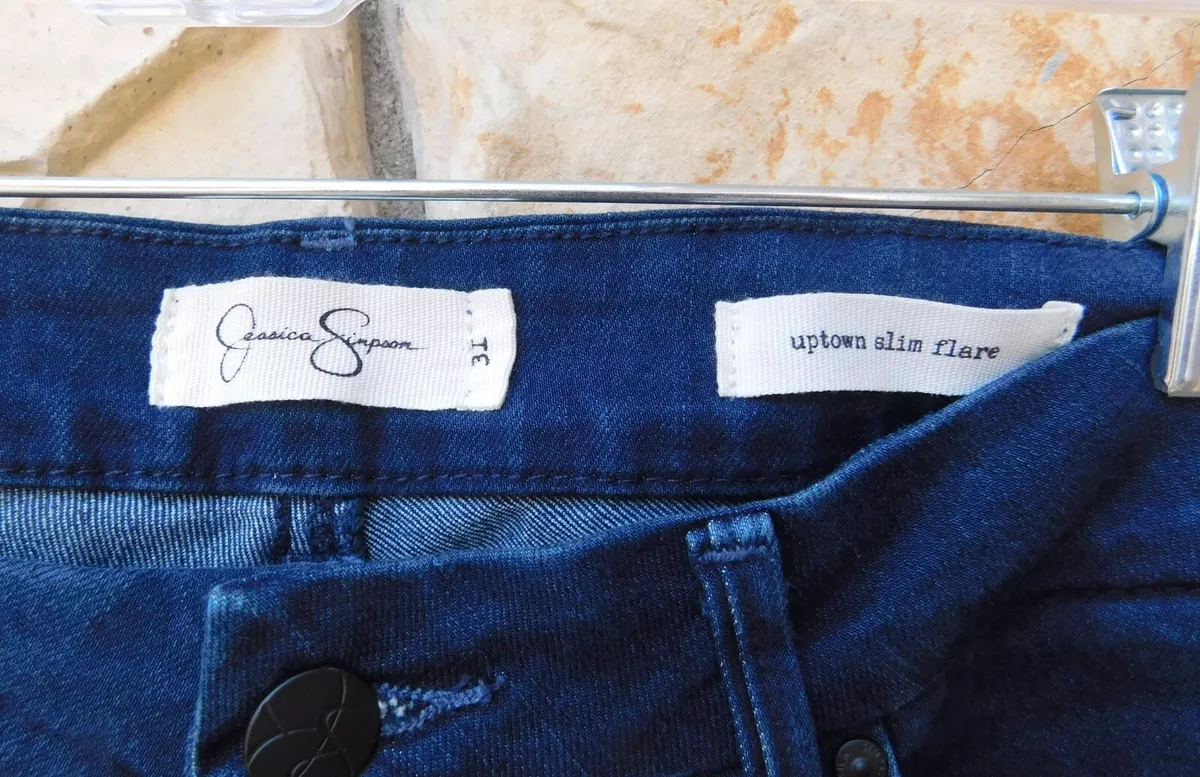 Jessica Simpson
31
uptown slim flare